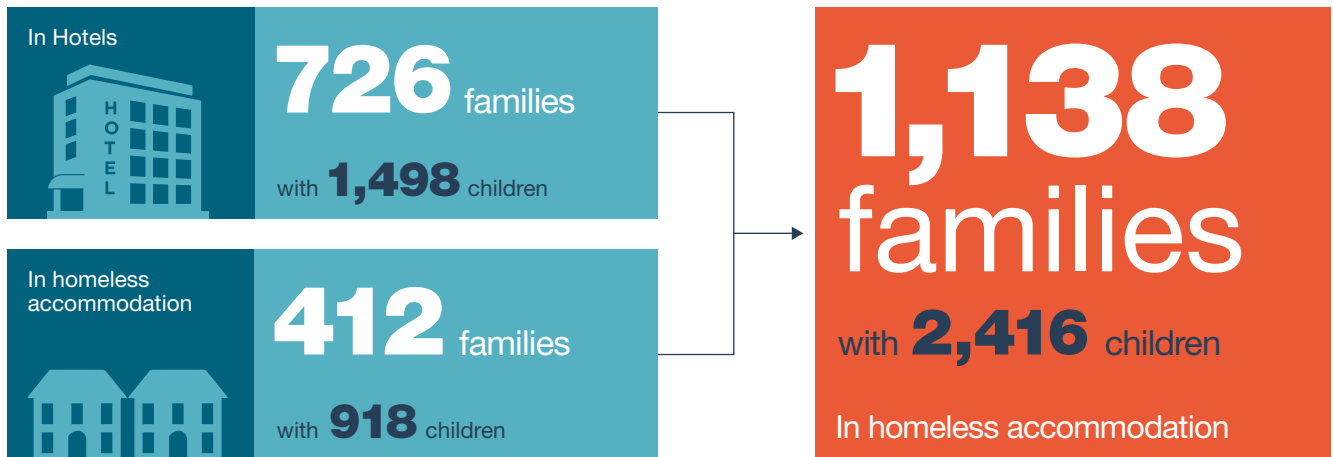 In Hotels
HOTEL
726 families
with 1,498 children
In homeless
accommodation
412 families
with 918 children
1,138
families
with 2,416 children
In homeless accommodation